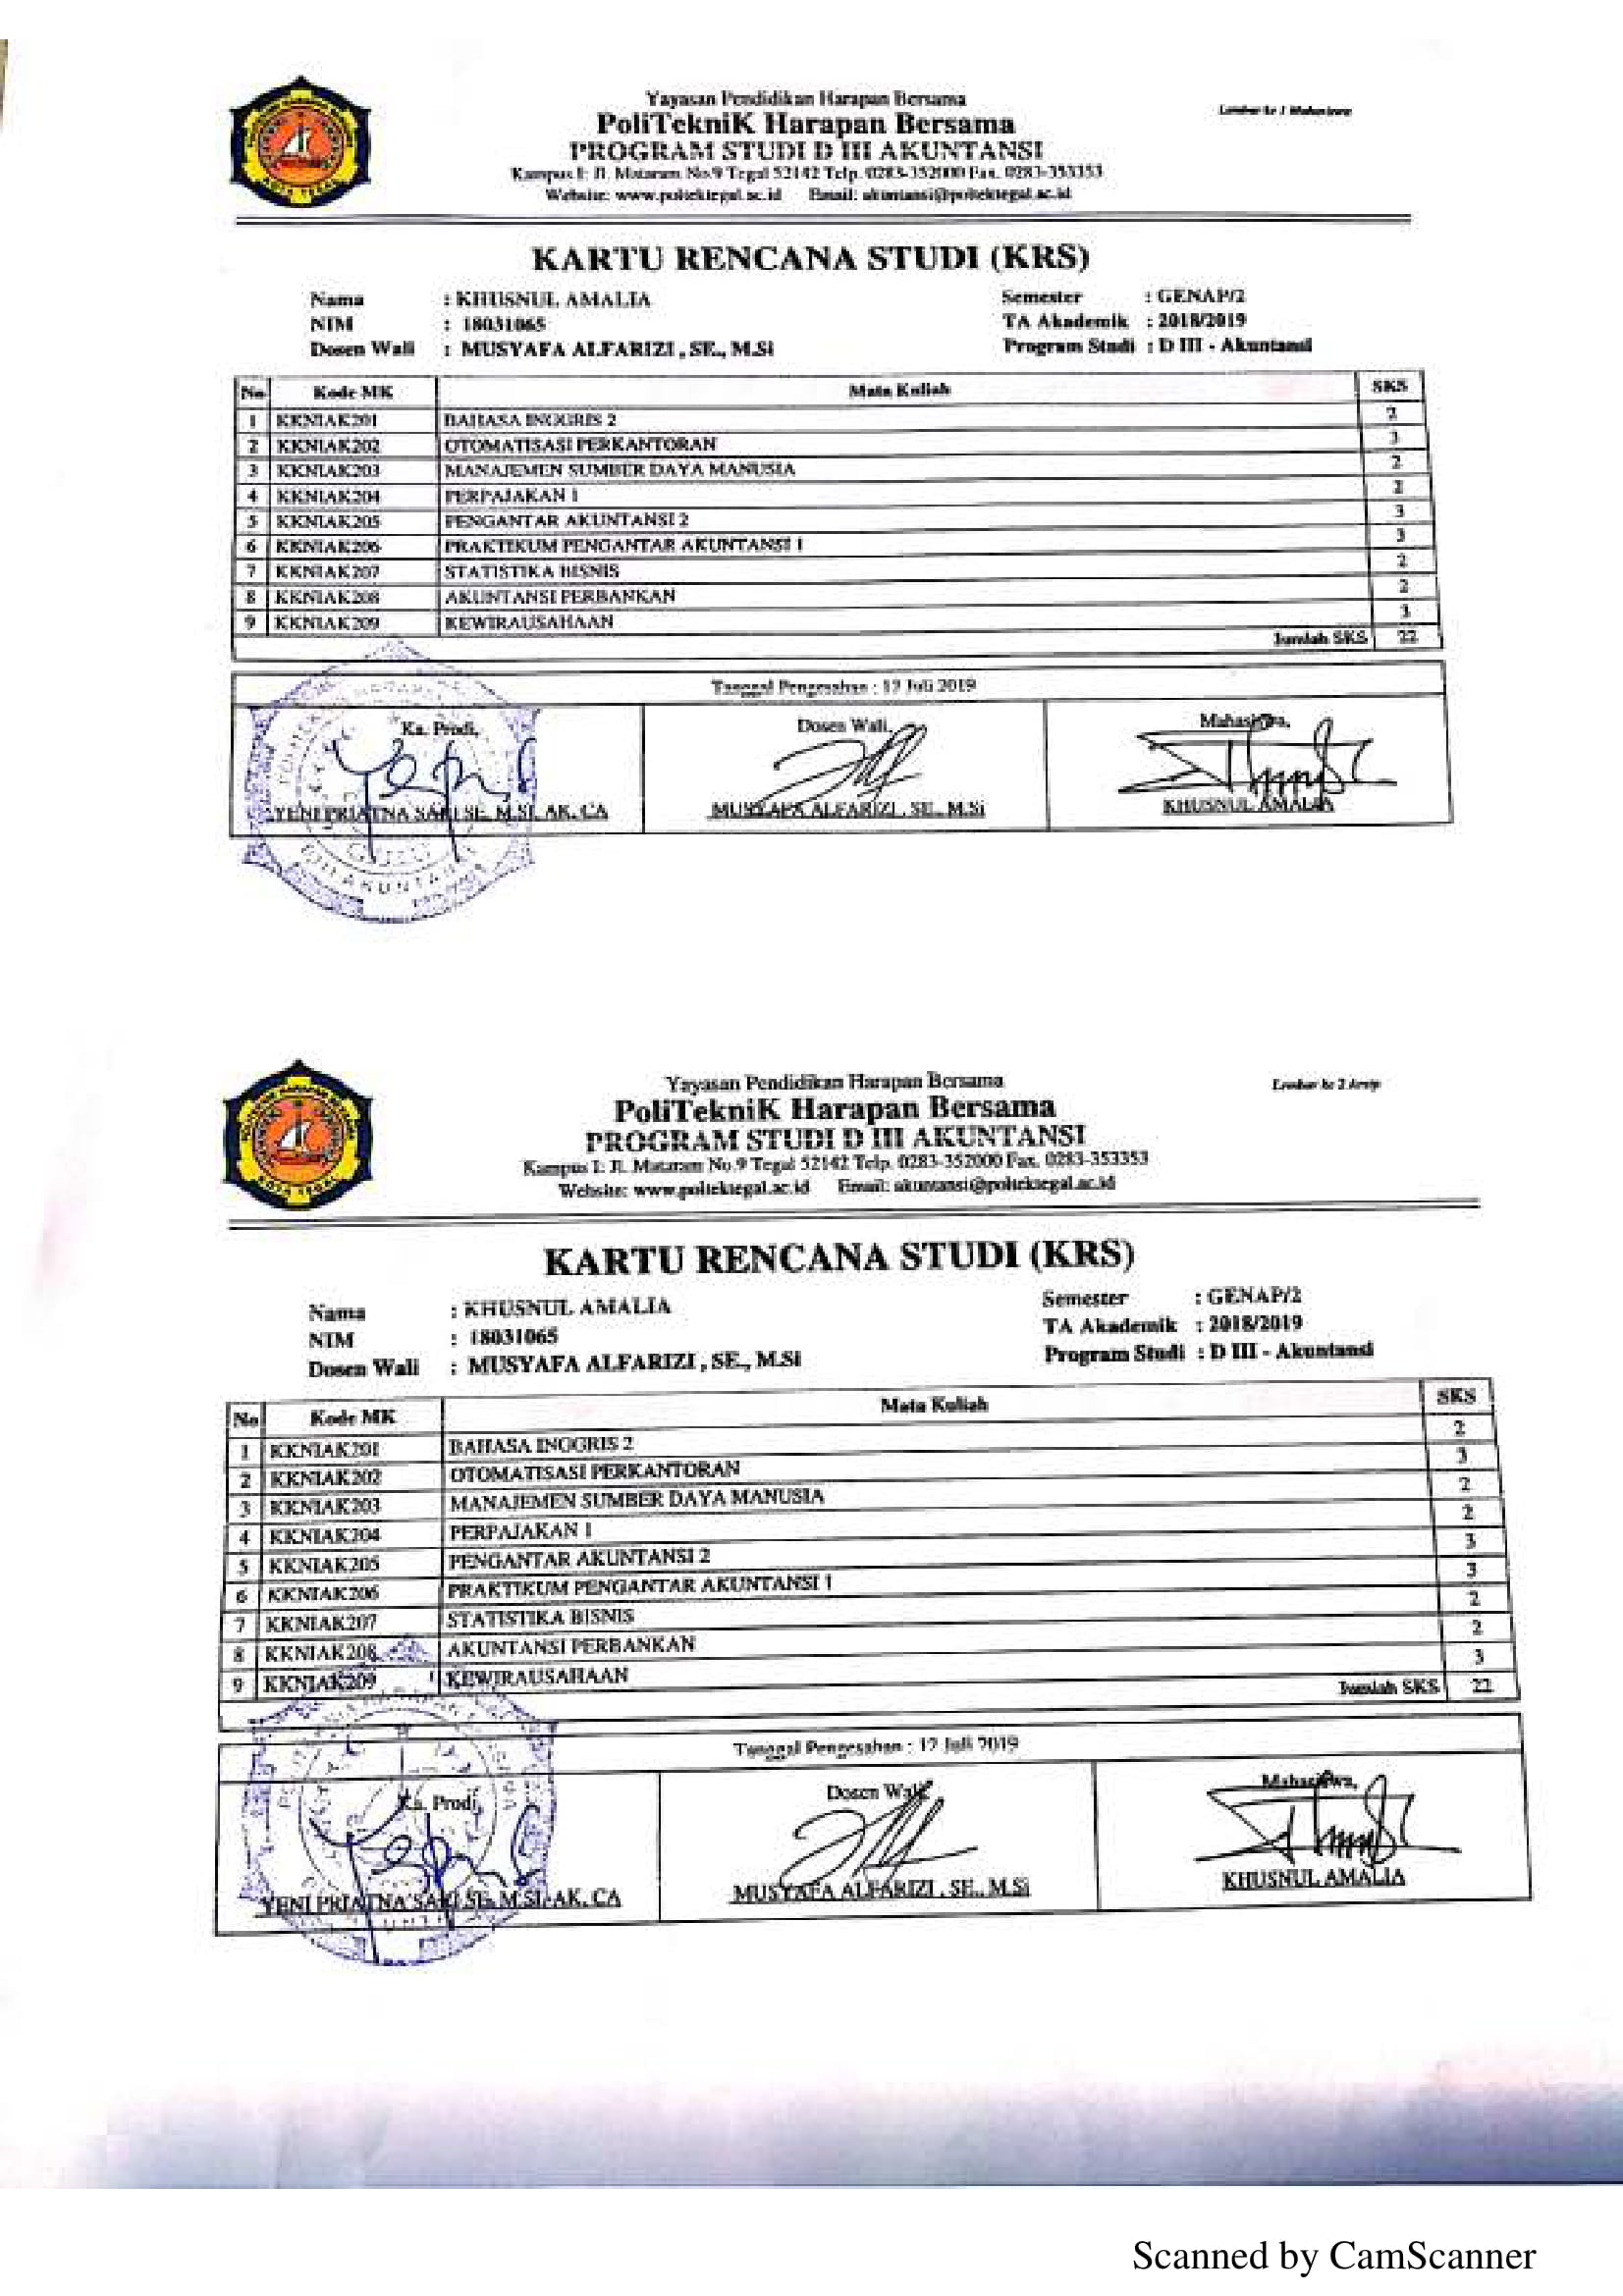 Yayasan Pendidikan Harapan Bersama
Lembar ke 1 Mahasiswa
PoliTekniK Harapan Bersama
PROGRAM STUDI D III AKUNTANSI
Kampus I: Jl. Mataram No.9 Tegal 52142 Telp. 0283-352000 Fax. 0283-353353
Website: www.poltektegal.ac.id Email: akuntansi@poltektegal.ac.id
KARTU RENCANA STUDI (KRS)
Nama : KHUSNUL AMALIA Semester : GENAP/2
NIM : 18031065 TA Akademik : 2018/2019
Dosen Wali : MUSYAFA ALFARIZI , SE., M.Si Program Studi : D III - Akuntansi
No Kode MK Mata Kuliah SKS
1 KKNIAK201 BAHASA INGGRIS 2 2
2 KKNIAK202 OTOMATISASI PERKANTORAN 3
3 KKNIAK203 MANAJEMEN SUMBER DAYA MANUSIA 2
4 KKNIAK204 PERPAJAKAN 1 2
5 KKNIAK205 PENGANTAR AKUNTANSI 2 3
6 KKNIAK206 PRAKTIKUM PENGANTAR AKUNTANSI 1 3
7 KKNIAK207 STATISTIKA BISNIS 2
8 KKNIAK208 AKUNTANSI PERBANKAN 2
9 KKNIAK209 KEWIRAUSAHAAN 3
Jumlah SKS 22
Tanggal Pengesahan : 17 Juli 2019
Ka. Prodi, Dosen Wali, Mahasiswa,
YENI PRIATNA SARI SE, M.SI, AK, CA MUSYAFA ALFARIZI , SE., M.Si KHUSNUL AMALIA
Yayasan Pendidikan Harapan Bersama
Lembar ke 2 Arsip
PoliTekniK Harapan Bersama
PROGRAM STUDI D III AKUNTANSI
Kampus I: Jl. Mataram No.9 Tegal 52142 Telp. 0283-352000 Fax. 0283-353353
Website: www.poltektegal.ac.id Email: akuntansi@poltektegal.ac.id
KARTU RENCANA STUDI (KRS)
Nama : KHUSNUL AMALIA Semester : GENAP/2
NIM : 18031065 TA Akademik : 2018/2019
Dosen Wali : MUSYAFA ALFARIZI , SE., M.Si Program Studi : D III - Akuntansi
No Kode MK Mata Kuliah SKS
1 KKNIAK201 BAHASA INGGRIS 2 2
2 KKNIAK202 OTOMATISASI PERKANTORAN 3
3 KKNIAK203 MANAJEMEN SUMBER DAYA MANUSIA 2
4 KKNIAK204 PERPAJAKAN 1 2
5 KKNIAK205 PENGANTAR AKUNTANSI 2 3
6 KKNIAK206 PRAKTIKUM PENGANTAR AKUNTANSI 1 3
7 KKNIAK207 STATISTIKA BISNIS 2
8 KKNIAK208 AKUNTANSI PERBANKAN 2
9 KKNIAK209 KEWIRAUSAHAAN 3
Jumlah SKS 22
Tanggal Pengesahan : 17 Juli 2019
Ka. Prodi, Dosen Wali, Mahasiswa,
YENI PRIATNA SARI SE, M.SI, AK, CA MUSYAFA ALFARIZI , SE., M.Si KHUSNUL AMALIA
Scanned by CamScanner